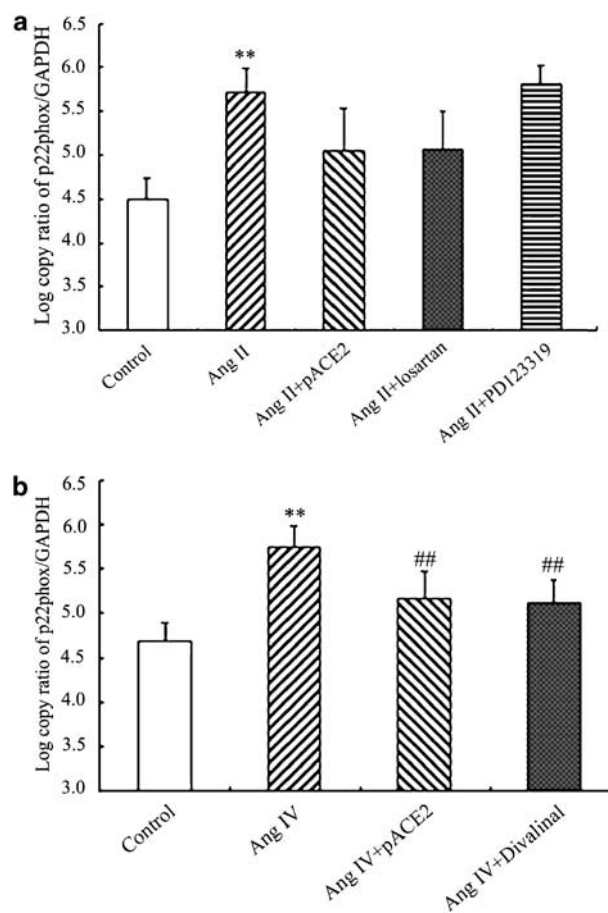 a
Log copy ratio of p22phox/GAPDH
6.5
6.0
5.5
5.0
4.5
4.0
3.5
3.0
**
Control
Ang II
Ang II+pACE2
Ang II+losartan
Ang II+PD123319
b
Log copy ratio of p22phox/GAPDH
6.5
6.0
5.5
5.0
4.5
4.0
3.5
3.0
**
##
##
Control
Ang IV
Ang IV+pACE2
Ang IV+Divalinal